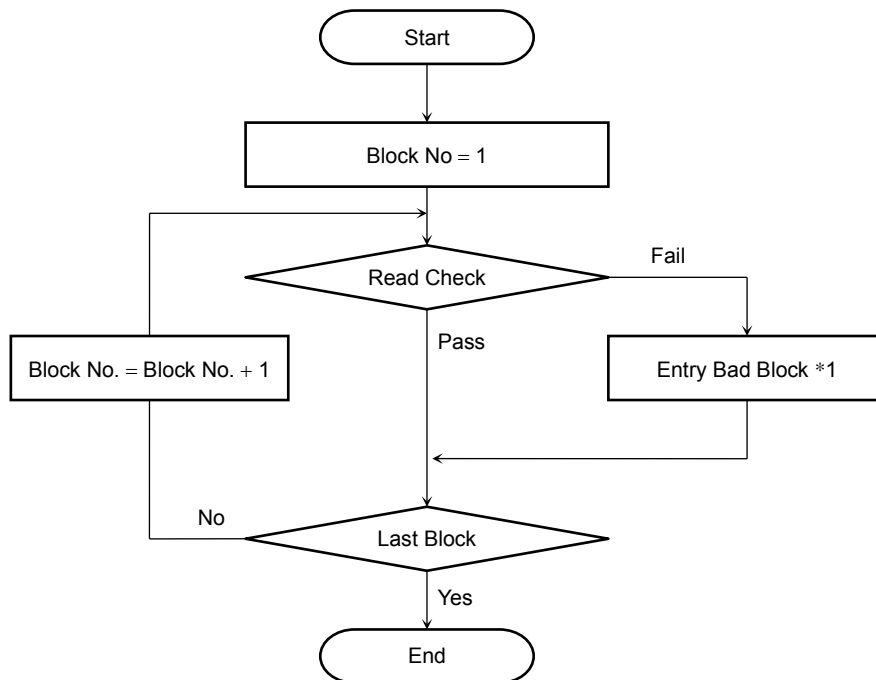 Start
Block No = 1
Read Check
Fail
Pass
Block No. = Block No. + 1
Entry Bad Block *1
No
Last Block
Yes
End